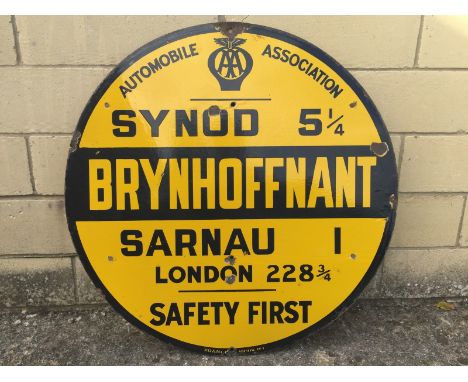 AUTOMOBILE ASSOCIATION
AA
SYNOD 5¼
BRYNHOFFNANT
SARNAU 1
LONDON 228¾
SAFETY FIRST